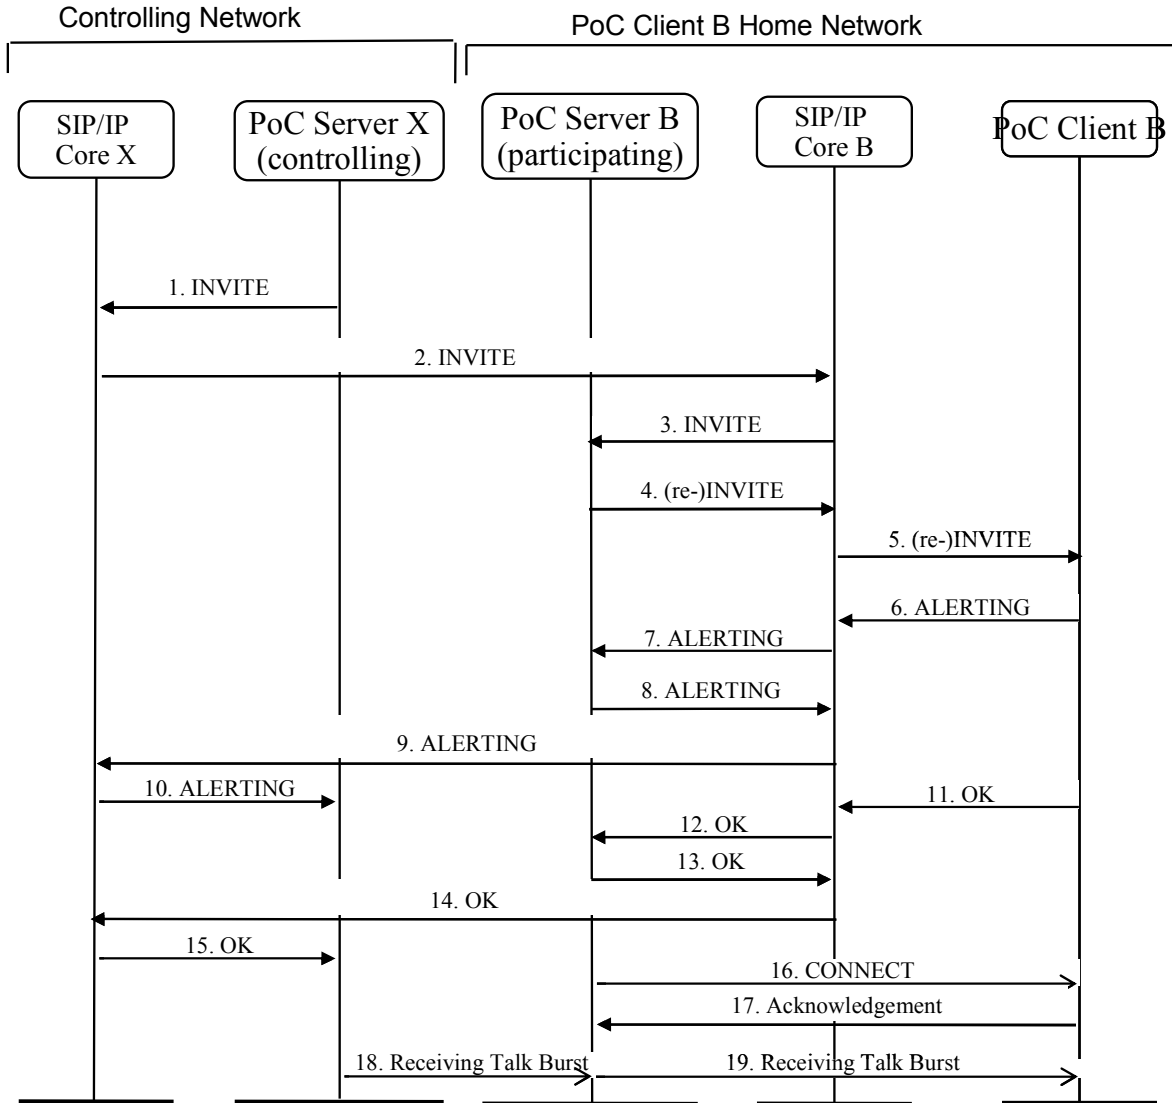 Controlling Network
PoC Client B Home Network
SIP/IP
Core X
PoC Server X
(controlling)
PoC Server B
(participating)
SIP/IP
Core B
PoC Client B
1. INVITE
2. INVITE
3. INVITE
4. (re-)INVITE
5. (re-)INVITE
6. ALERTING
7. ALERTING
8. ALERTING
9. ALERTING
10. ALERTING
11. OK
12. OK
13. OK
14. OK
15. OK
16. CONNECT
17. Acknowledgement
18. Receiving Talk Burst
19. Receiving Talk Burst